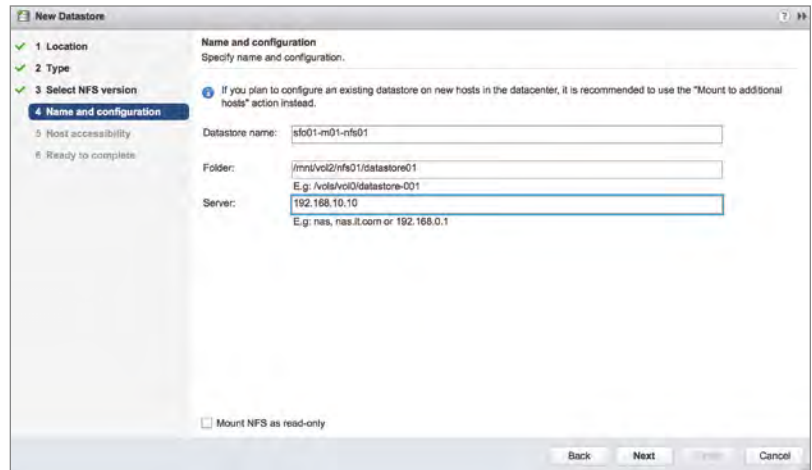 New Datastore
1 Location
2 Type
3 Select NFS version
4 Name and configuration
5 Host accessibility
6 Ready to complete
Name and configuration
Specify name and configuration.
If you plan to configure an existing datastore on new hosts in the datacenter, it is recommended to use the "Mount to additional
hosts" action instead.
Datastore name: sfo01-m01-nfs01
Folder: /mnt/vol2/nfs01/datastore01
E.g: /vols/vol0/datastore-001
Server: 192.168.10.10
E.g: nas, nas.it.com or 192.168.0.1
Mount NFS as read-only
Back Next Cancel